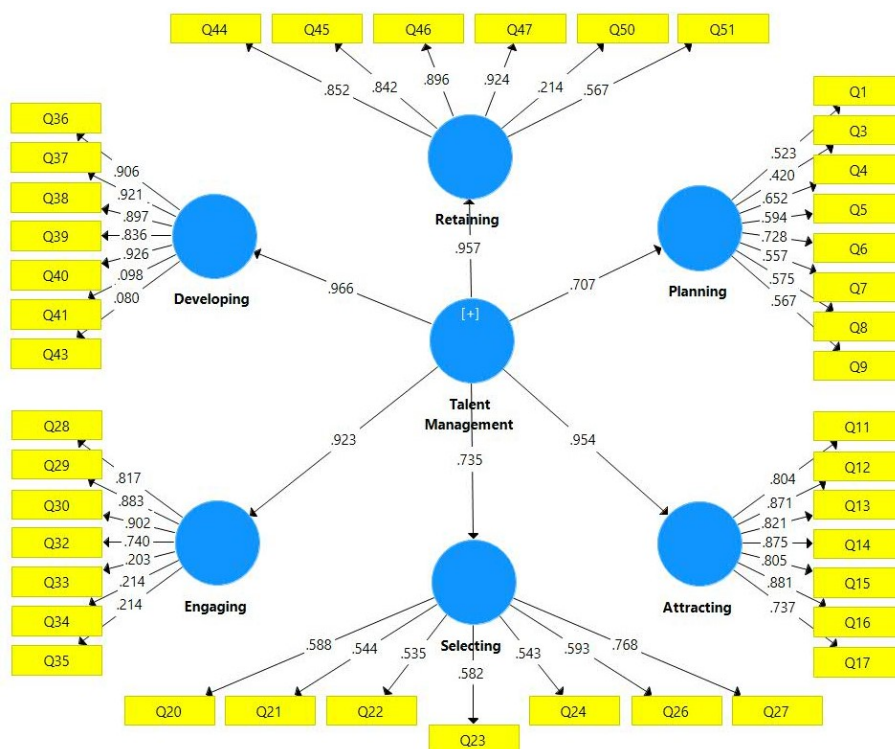 Q44
Q45
Q46
Q47
Q50
Q51
.852
.842
.896
.924
.214
.567
Retaining
.957
Q36
Q37
Q38
Q39
Q40
Q41
Q43
.906
.921
.897
.836
.926
.098
.080
Developing
.966
Q1
Q3
Q4
Q5
Q6
Q7
Q8
Q9
.523
.420
.652
.594
.728
.557
.575
.567
Planning
.707
[+]
Talent
Management
Q28
Q29
Q30
Q32
Q33
Q34
Q35
.817
.883
.902
.740
.203
.214
.214
Engaging
.923
.735
.954
Q11
Q12
Q13
Q14
Q15
Q16
Q17
.804
.871
.821
.875
.805
.881
.737
Attracting
Selecting
.588
.544
.535
.582
.543
.593
.768
Q20
Q21
Q22
Q23
Q24
Q26
Q27